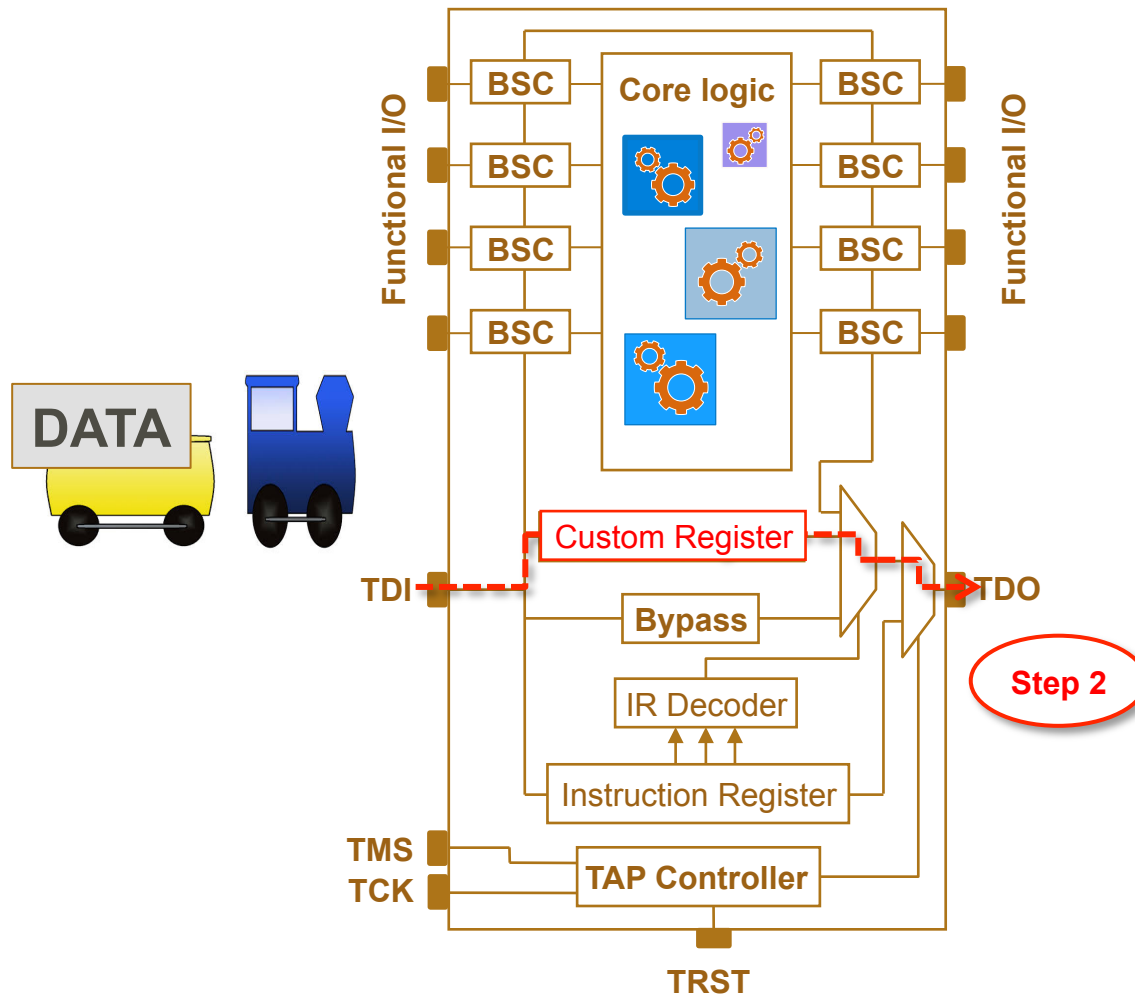 BSC
BSC
Core logic
Functional I/O
Functional I/O
BSC
BSC
BSC
BSC
BSC
BSC
DATA
Custom Register
TDI
TDO
Bypass
Step 2
IR Decoder
Instruction Register
TMS
TAP Controller
TCK
TRST